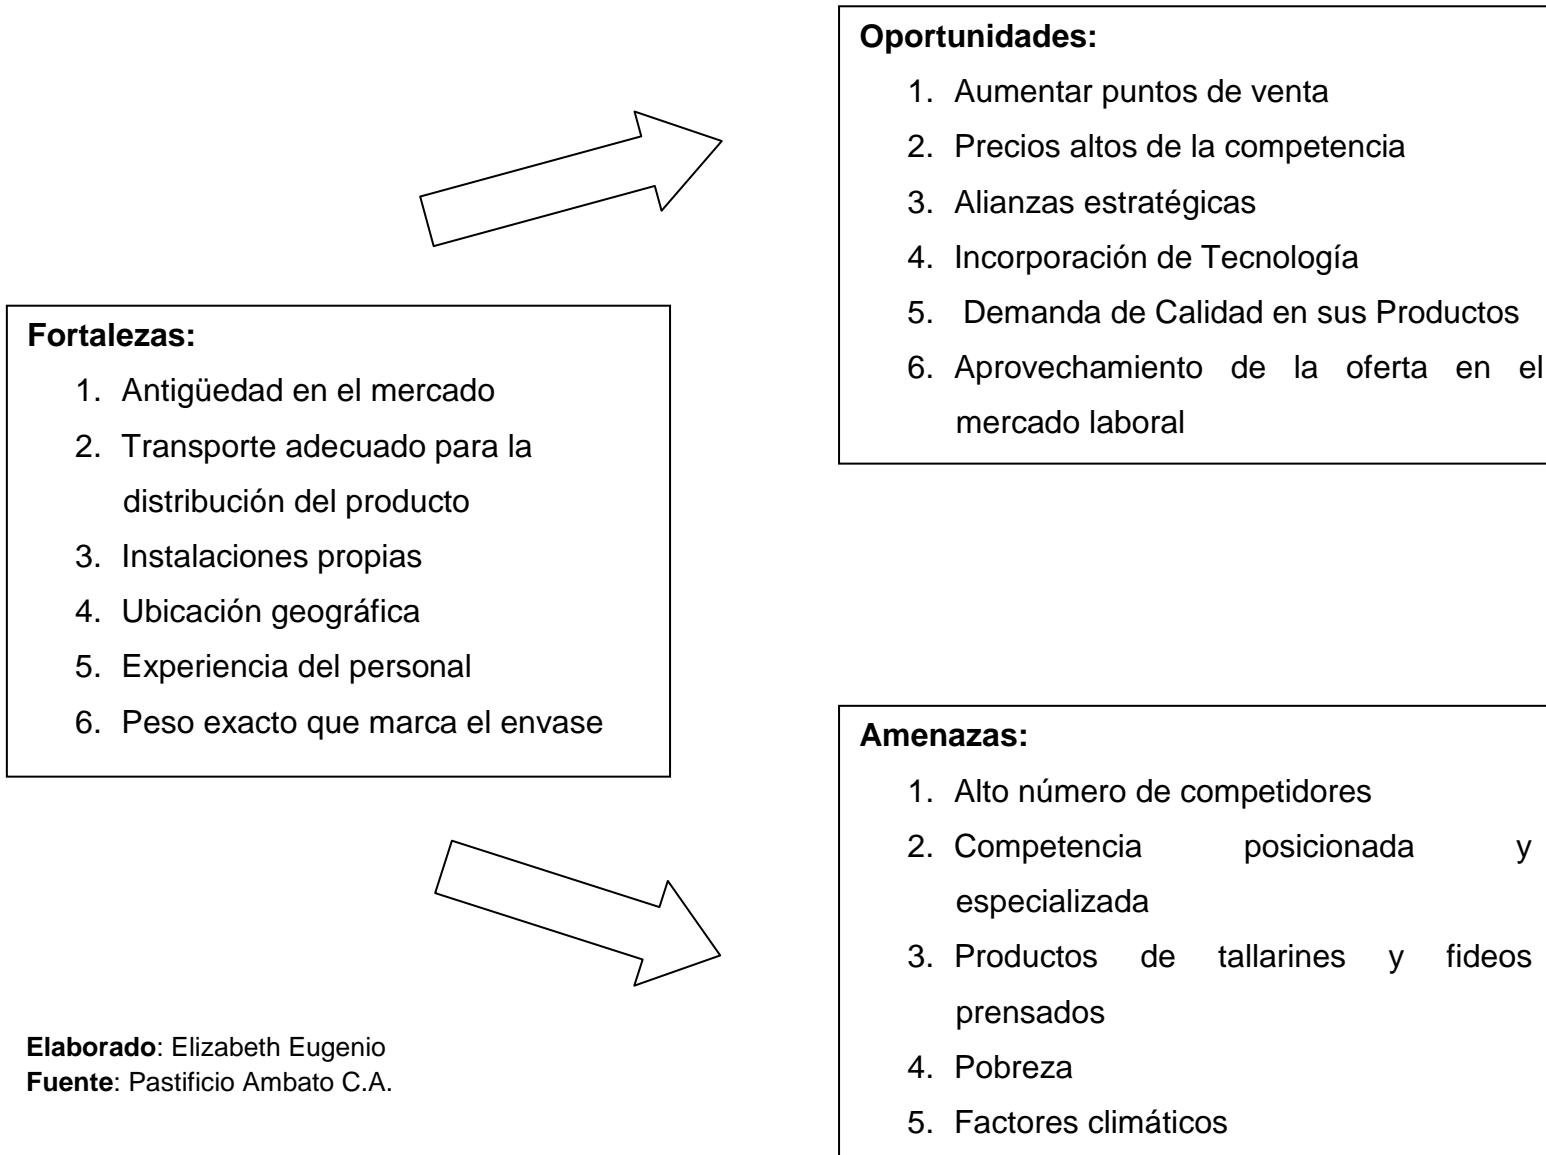 Oportunidades:
1. Aumentar puntos de venta
2. Precios altos de la competencia
3. Alianzas estratégicas
4. Incorporación de Tecnología
5. Demanda de Calidad en sus Productos
6. Aprovechamiento de la oferta en el
mercado laboral
Fortalezas:
1. Antigüedad en el mercado
2. Transporte adecuado para la
distribución del producto
3. Instalaciones propias
4. Ubicación geográfica
5. Experiencia del personal
6. Peso exacto que marca el envase
Amenazas:
1. Alto número de competidores
2. Competencia posicionada y
especializada
3. Productos de tallarines y fideos
prensados
4. Pobreza
5. Factores climáticos
Elaborado: Elizabeth Eugenio
Fuente: Pastificio Ambato C.A.